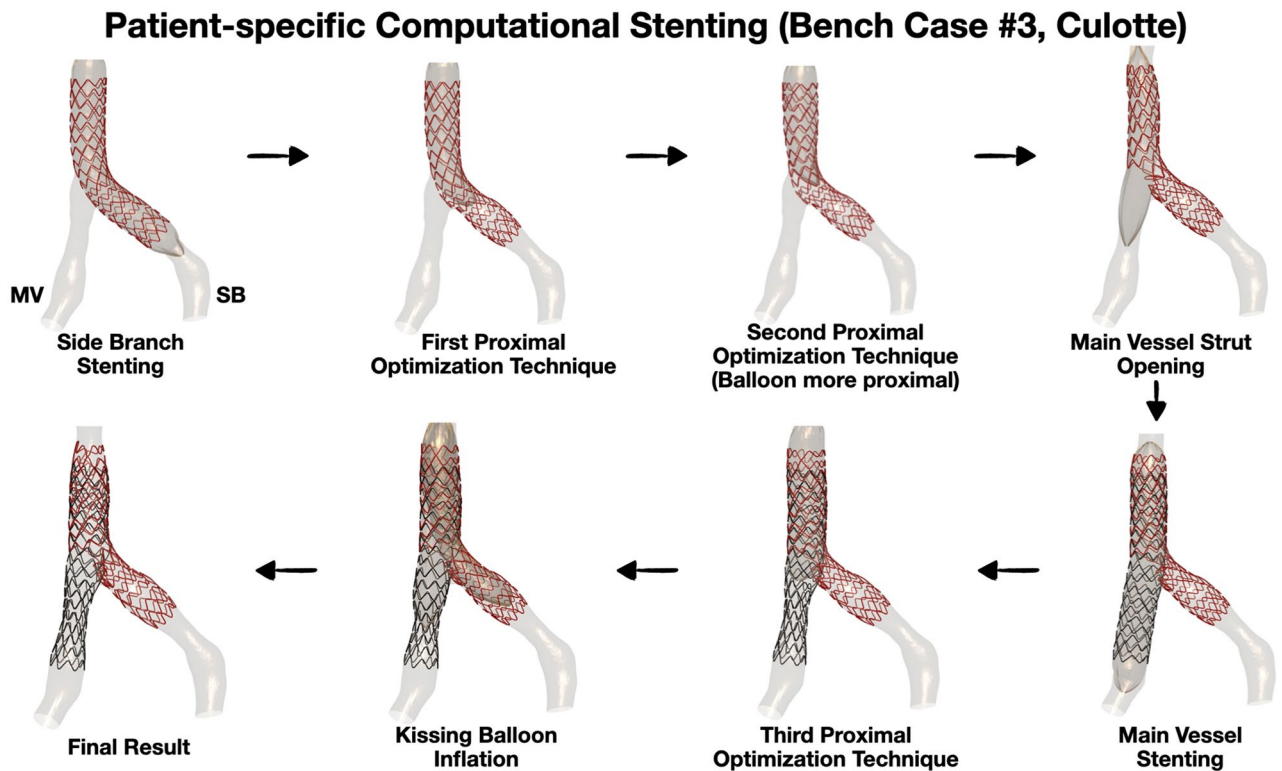 Patient-specific Computational Stenting (Bench Case #3, Culotte)
MV
SB
Side Branch
Stenting
First Proximal
Optimization Technique
Second Proximal
Optimization Technique
(Balloon more proximal)
Main Vessel Strut
Opening
Main Vessel
Stenting
Third Proximal
Optimization Technique
Kissing Balloon
Inflation
Final Result